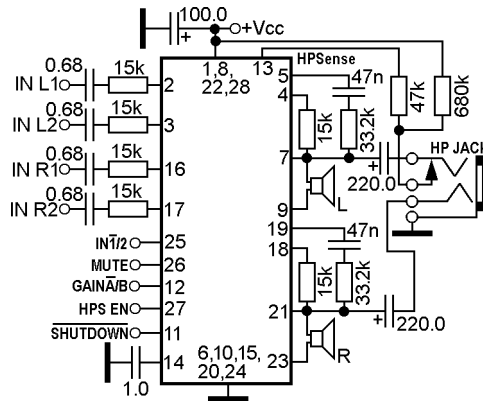 100.0
+
+Vcc
0.68
15k
IN L1
2
1,8,
22,28
13
HPSense
5
47n
4
15k
33.2k
47k
680k
0.68
15k
IN L2
3
7
HP JACK
+
220.0
0.68
15k
IN R1
16
L
0.68
15k
IN R2
17
9
19
47n
IN1̅/2
25
18
MUTE
26
15k
33.2k
GAINA̅/B
12
HPS EN
27
21
+
220.0
S̅H̅U̅T̅D̅O̅W̅N̅
11
R
14
1.0
6,10,15,
20,24
23